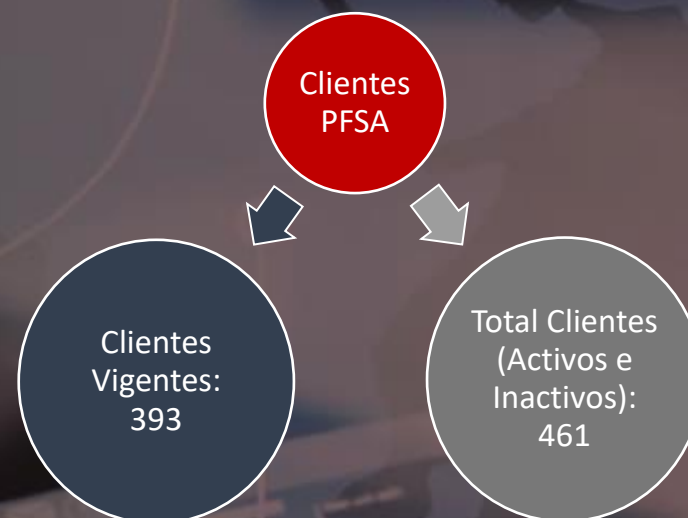 Clientes
PFSA
Clientes
Vigentes:
393
Total Clientes
(Activos e
Inactivos):
461